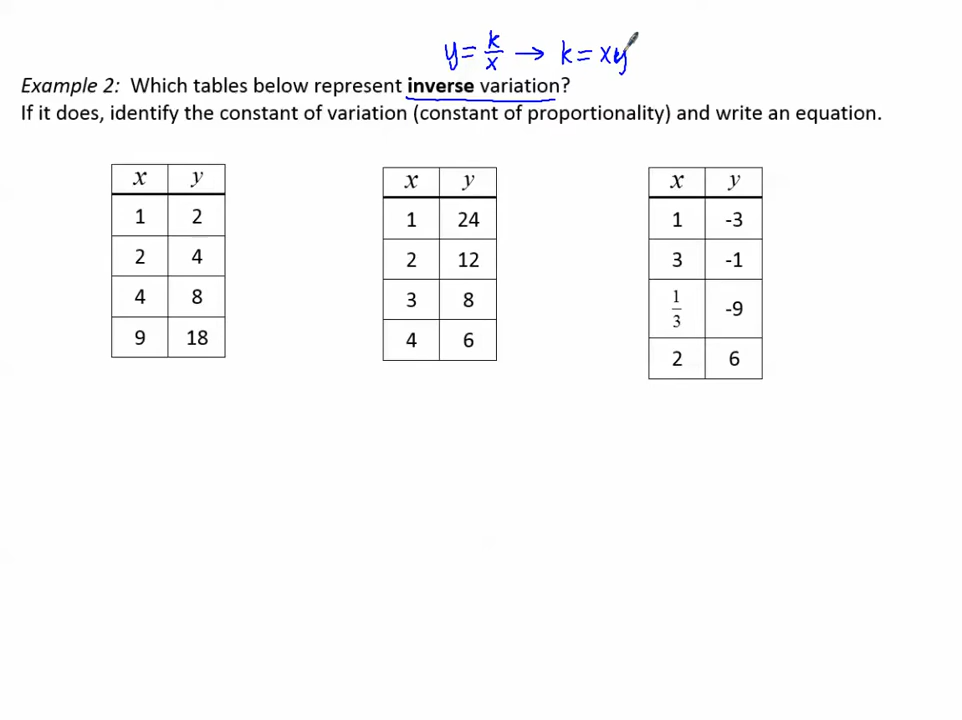 y = k/x → k = xy
Example 2: Which tables below represent inverse variation?
If it does, identify the constant of variation (constant of proportionality) and write an equation.
x y
1 2
2 4
4 8
9 18
x y
1 24
2 12
3 8
4 6
x y
1 -3
3 -1
1/3 -9
2 6